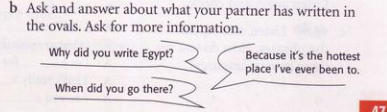 b Ask and answer about what your partner has written in
the ovals. Ask for more information.
Why did you write Egypt?
Because it's the hottest
place I've ever been to.
When did you go there?
47